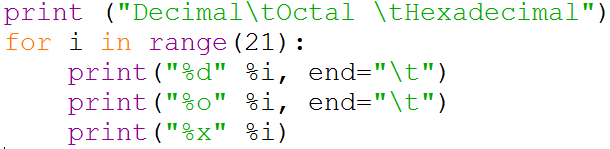 print ("Decimal\tOctal \tHexadecimal")
for i in range(21):
    print("%d" %i, end="\t")
    print("%o" %i, end="\t")
    print("%x" %i)